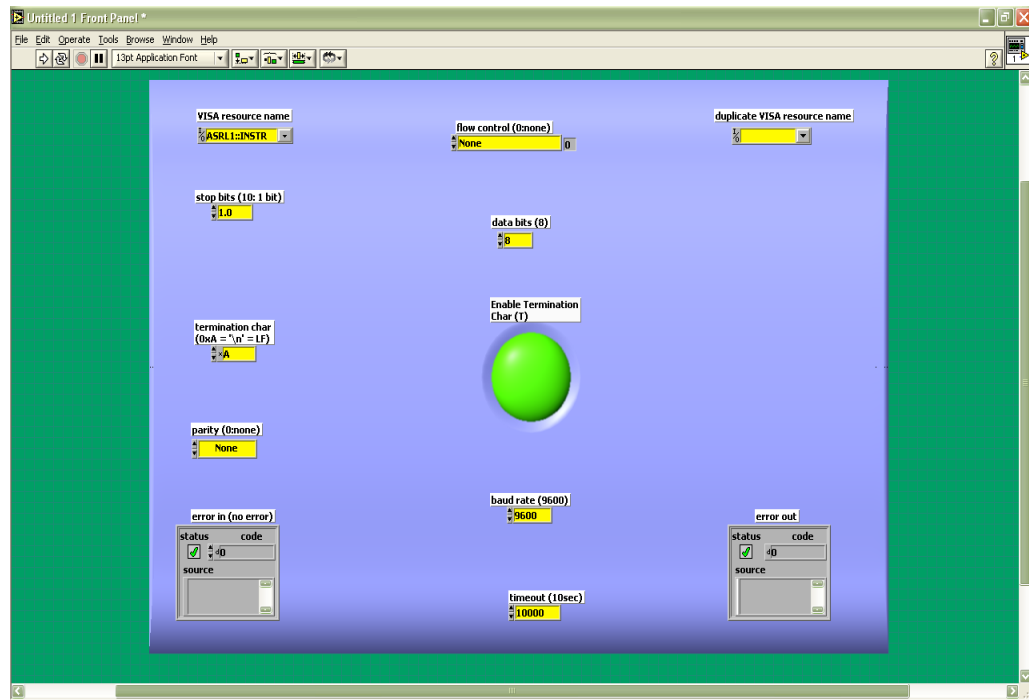 Untitled 1 Front Panel *
File Edit Operate Tools Browse Window Help
13pt Application Font
1
VISA resource name
ASRL1::INSTR
flow control (0:none)
None
0
duplicate VISA resource name
stop bits (10: 1 bit)
1.0
data bits (8)
8
Enable Termination
Char (T)
termination char
(0xA = '\n' = LF)
×A
parity (0:none)
None
baud rate (9600)
9600
error in (no error)
status code
d0
source
error out
status code
d0
source
timeout (10sec)
10000